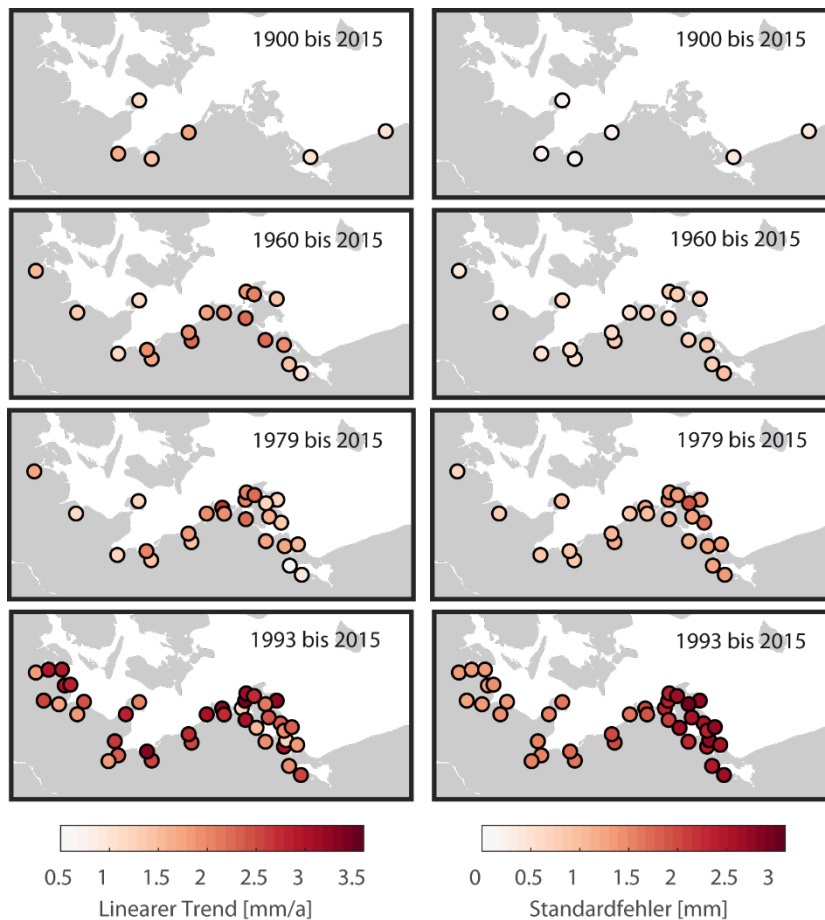 1900 bis 2015
1900 bis 2015
1960 bis 2015
1960 bis 2015
1979 bis 2015
1979 bis 2015
1993 bis 2015
1993 bis 2015
0.5 1 1.5 2 2.5 3 3.5
Linearer Trend [mm/a]
0 0.5 1 1.5 2 2.5 3
Standardfehler [mm]